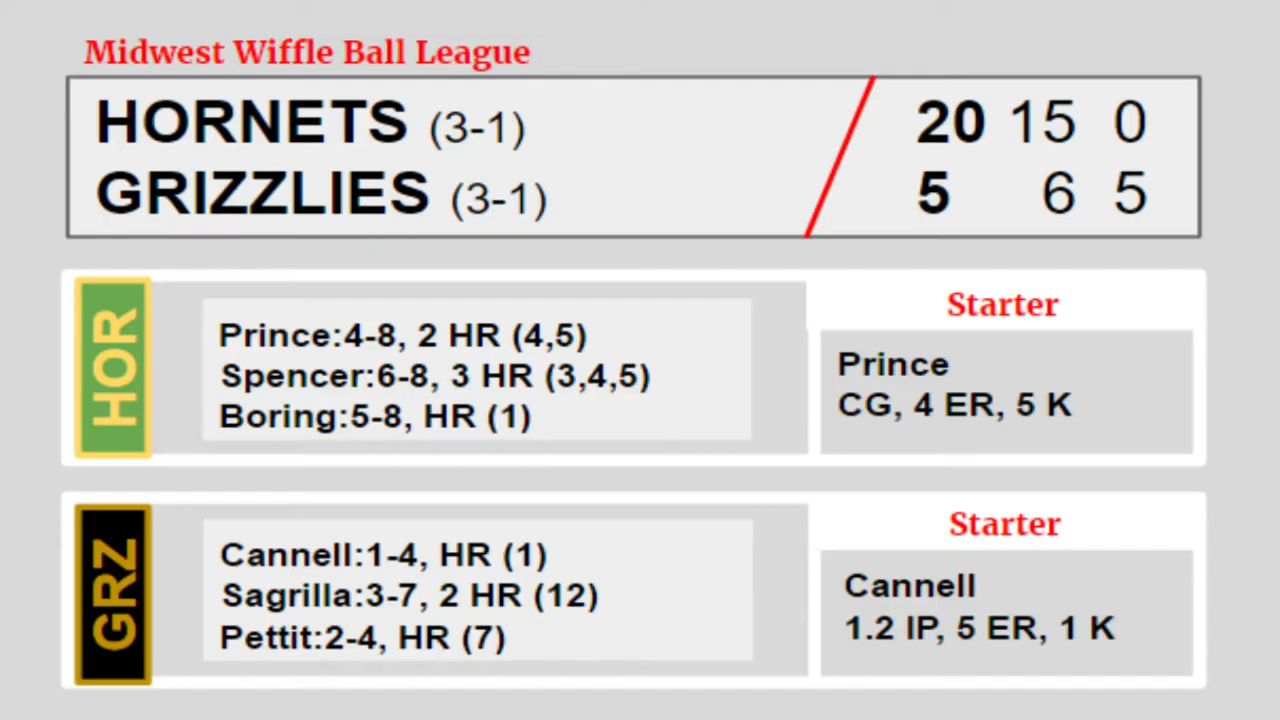 Midwest Wiffle Ball League
HORNETS (3-1) 20 15 0
GRIZZLIES (3-1) 5 6 5
HOR
Prince:4-8, 2 HR (4,5)
Spencer:6-8, 3 HR (3,4,5)
Boring:5-8, HR (1)
Starter
Prince
CG, 4 ER, 5 K
GRZ
Cannell:1-4, HR (1)
Sagrilla:3-7, 2 HR (12)
Pettit:2-4, HR (7)
Starter
Cannell
1.2 IP, 5 ER, 1 K